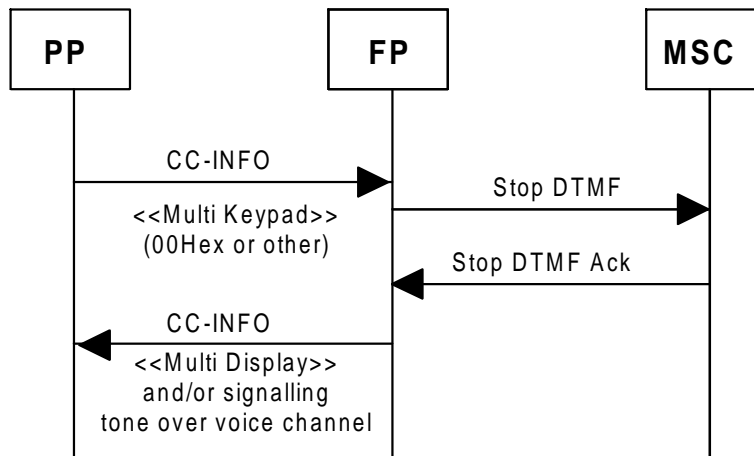 PP
FP
MSC
CC-INFO
<<Multi Keypad>>
(00Hex or other)
Stop DTMF
Stop DTMF Ack
CC-INFO
<<Multi Display>>
and/or signalling
tone over voice channel